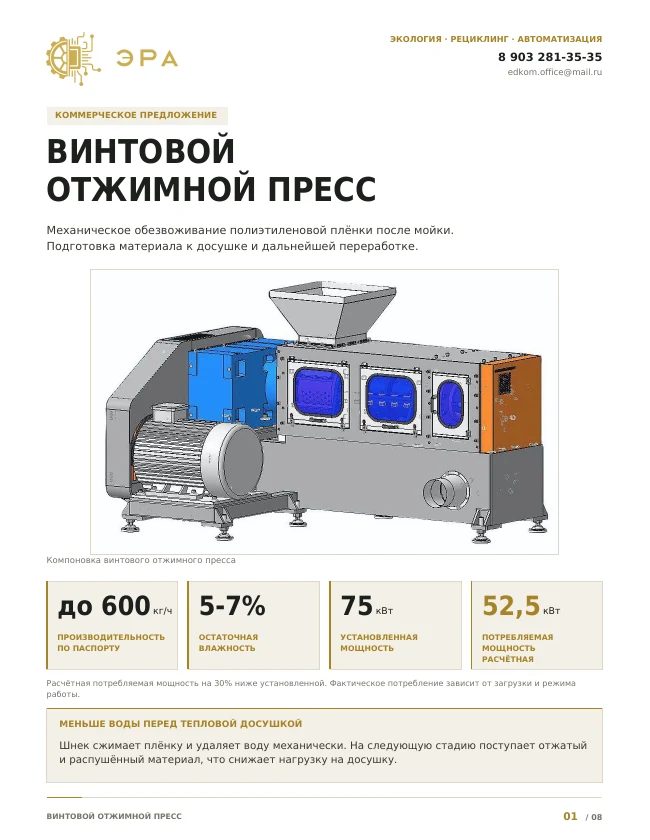 ЭРА
ЭКОЛОГИЯ · РЕЦИКЛИНГ · АВТОМАТИЗАЦИЯ
8 903 281-35-35
edkom.office@mail.ru
КОММЕРЧЕСКОЕ ПРЕДЛОЖЕНИЕ
ВИНТОВОЙ
ОТЖИМНОЙ ПРЕСС
Механическое обезвоживание полиэтиленовой плёнки после мойки.
Подготовка материала к досушке и дальнейшей переработке.
Компоновка винтового отжимного пресса
до 600 кг/ч
ПРОИЗВОДИТЕЛЬНОСТЬ
ПО ПАСПОРТУ
5-7%
ОСТАТОЧНАЯ
ВЛАЖНОСТЬ
75 кВт
УСТАНОВЛЕННАЯ
МОЩНОСТЬ
52,5 кВт
ПОТРЕБЛЯЕМАЯ
МОЩНОСТЬ
РАСЧЁТНАЯ
Расчётная потребляемая мощность на 30% ниже установленной. Фактическое потребление зависит от загрузки и режима
работы.
МЕНЬШЕ ВОДЫ ПЕРЕД ТЕПЛОВОЙ ДОСУШКОЙ
Шнек сжимает плёнку и удаляет воду механически. На следующую стадию поступает отжатый
и распушённый материал, что снижает нагрузку на досушку.
ВИНТОВОЙ ОТЖИМНОЙ ПРЕСС
01 / 08